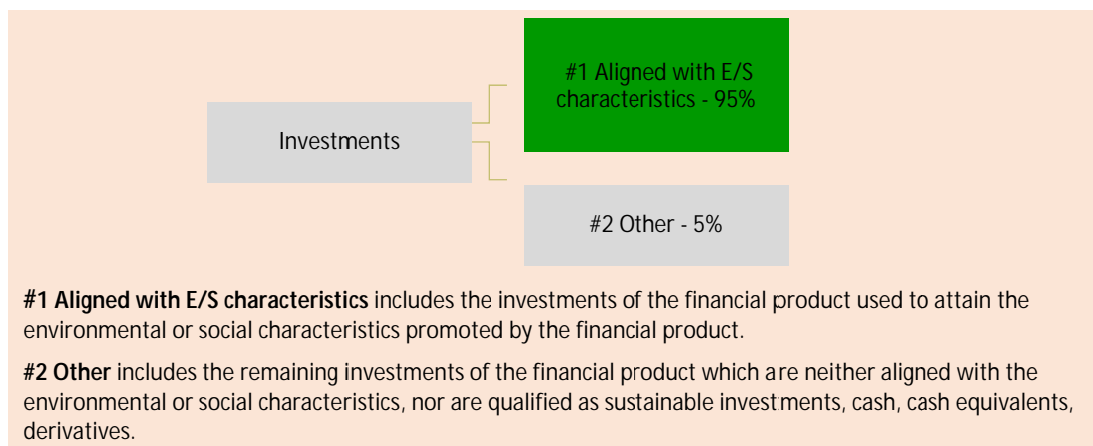 #1 Aligned with E/S
characteristics - 95%
Investments
#2 Other - 5%
#1 Aligned with E/S characteristics includes the investments of the financial product used to attain the
environmental or social characteristics promoted by the financial product.
#2 Other includes the remaining investments of the financial product which are neither aligned with the
environmental or social characteristics, nor are qualified as sustainable investments, cash, cash equivalents,
derivatives.